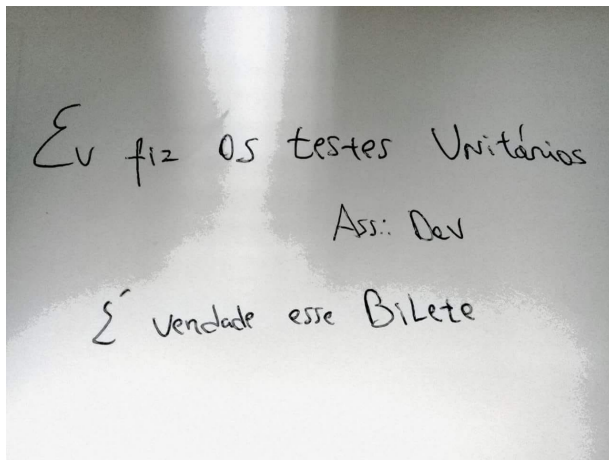 Eu fiz os testes Unitários
Ass:. Dev
É verdade esse BiLete